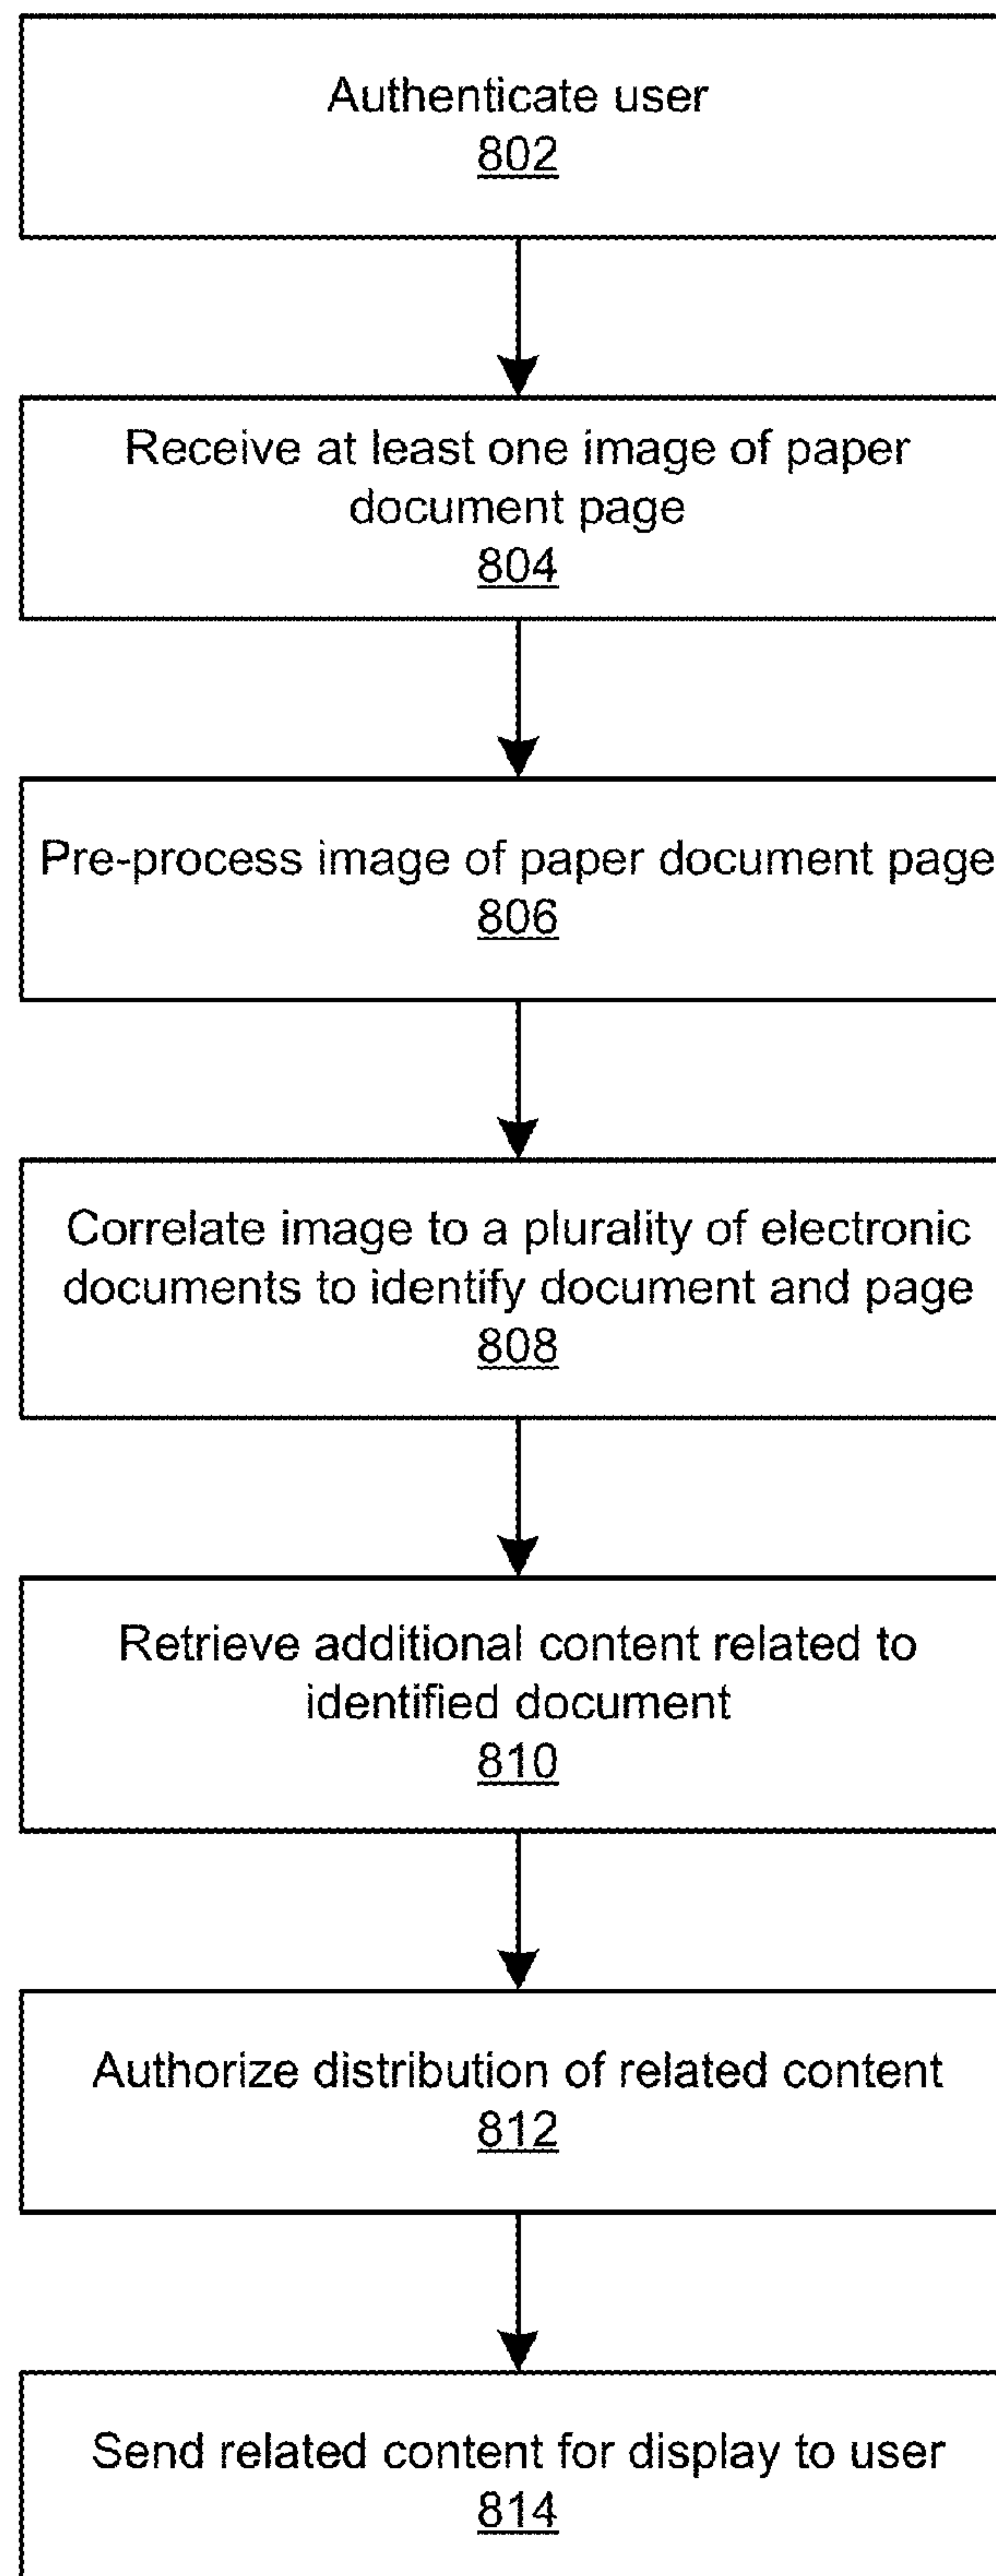 Authenticate user
802
Receive at least one image of paper
document page
804
Pre-process image of paper document page
806
Correlate image to a plurality of electronic
documents to identify document and page
808
Retrieve additional content related to
identified document
810
Authorize distribution of related content
812
Send related content for display to user
814